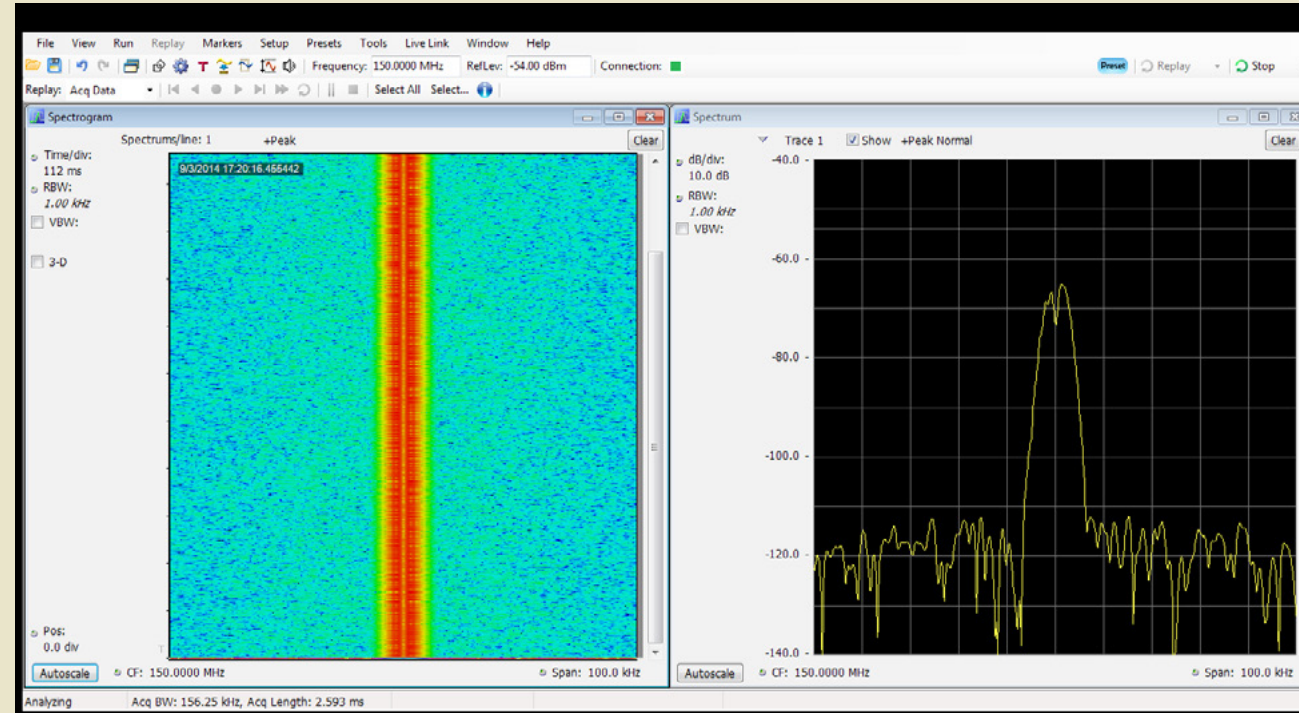 File View Run Replay Markers Setup Presets Tools Live Link Window Help
T Frequency: 150.0000 MHz RefLev: -54.00 dBm Connection: Preset Replay Stop
Replay: Acq Data Select All Select...
Spectrogram
Spectrums/line: 1 +Peak Clear
Time/div:
112 ms
RBW:
1.00 kHz
VBW:
3-D
9/3/2014 17:20:16.455442
Pos:
0.0 div
T
Autoscale CF: 150.0000 MHz Span: 100.0 kHz
Spectrum
Trace 1 Show +Peak Normal Clear
dB/div:
10.0 dB
RBW:
1.00 kHz
VBW:
-40.0
-60.0
-80.0
-100.0
-120.0
-140.0
Autoscale CF: 150.0000 MHz Span: 100.0 kHz
Analyzing Acq BW: 156.25 kHz, Acq Length: 2.593 ms